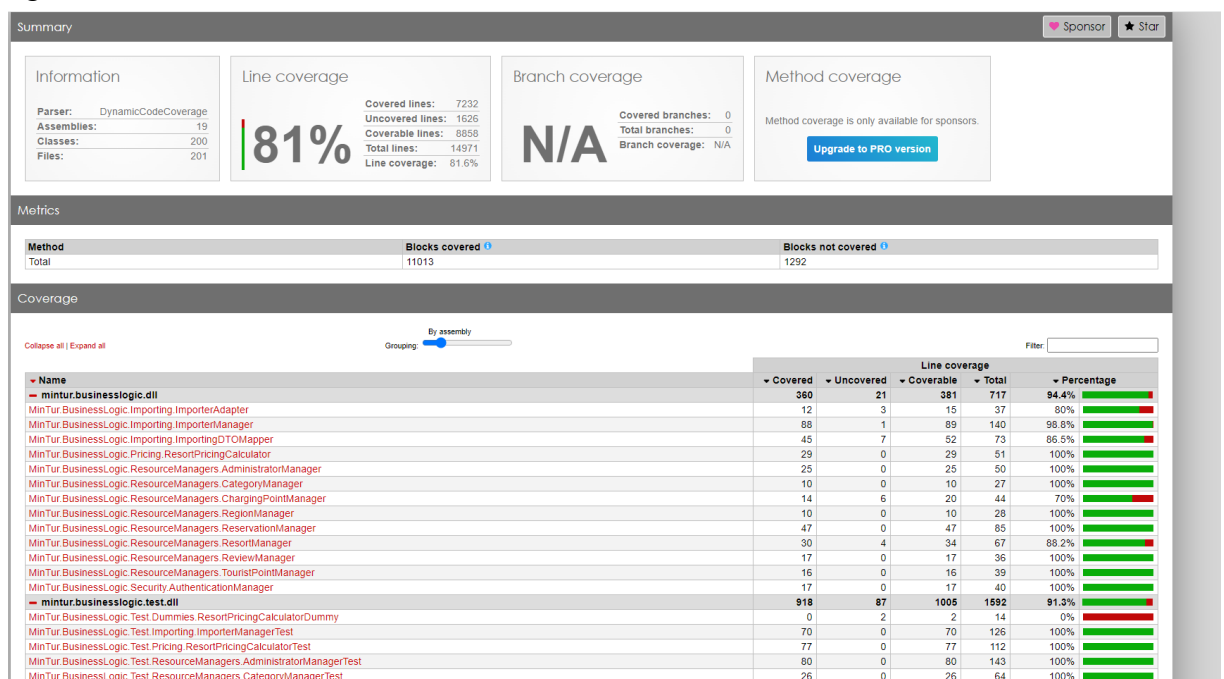 Summary
Sponsor
Star
Information
Parser: DynamicCodeCoverage
Assemblies: 19
Classes: 200
Files: 201
Line coverage
81%
Covered lines: 7232
Uncovered lines: 1626
Coverable lines: 8858
Total lines: 14971
Line coverage: 81.6%
Branch coverage
N/A
Covered branches: 0
Total branches: 0
Branch coverage: N/A
Method coverage
Method coverage is only available for sponsors.
Upgrade to PRO version
Metrics
Method Blocks covered Blocks not covered
Total 11013 1292
Coverage
By assembly
Collapse all | Expand all Grouping: Filter:
Line coverage
Name Covered Uncovered Coverable Total Percentage
mintur.businesslogic.dll 360 21 381 717 94.4%
MinTur.BusinessLogic.Importing.ImporterAdapter 12 3 15 37 80%
MinTur.BusinessLogic.Importing.ImporterManager 88 1 89 140 98.8%
MinTur.BusinessLogic.Importing.ImportingDTOMapper 45 7 52 73 86.5%
MinTur.BusinessLogic.Pricing.ResortPricingCalculator 29 0 29 51 100%
MinTur.BusinessLogic.ResourceManagers.AdministratorManager 25 0 25 50 100%
MinTur.BusinessLogic.ResourceManagers.CategoryManager 10 0 10 27 100%
MinTur.BusinessLogic.ResourceManagers.ChargingPointManager 14 6 20 44 70%
MinTur.BusinessLogic.ResourceManagers.RegionManager 10 0 10 28 100%
MinTur.BusinessLogic.ResourceManagers.ReservationManager 47 0 47 85 100%
MinTur.BusinessLogic.ResourceManagers.ResortManager 30 4 34 67 88.2%
MinTur.BusinessLogic.ResourceManagers.ReviewManager 17 0 17 36 100%
MinTur.BusinessLogic.ResourceManagers.TouristPointManager 16 0 16 39 100%
MinTur.BusinessLogic.Security.AuthenticationManager 17 0 17 40 100%
mintur.businesslogic.test.dll 918 87 1005 1592 91.3%
MinTur.BusinessLogic.Test.Dummies.ResortPricingCalculatorDummy 0 2 2 14 0%
MinTur.BusinessLogic.Test.Importing.ImporterManagerTest 70 0 70 126 100%
MinTur.BusinessLogic.Test.Pricing.ResortPricingCalculatorTest 77 0 77 112 100%
MinTur.BusinessLogic.Test.ResourceManagers.AdministratorManagerTest 80 0 80 143 100%
MinTur.BusinessLogic.Test.ResourceManagers.CategoryManagerTest 26 0 26 64 100%